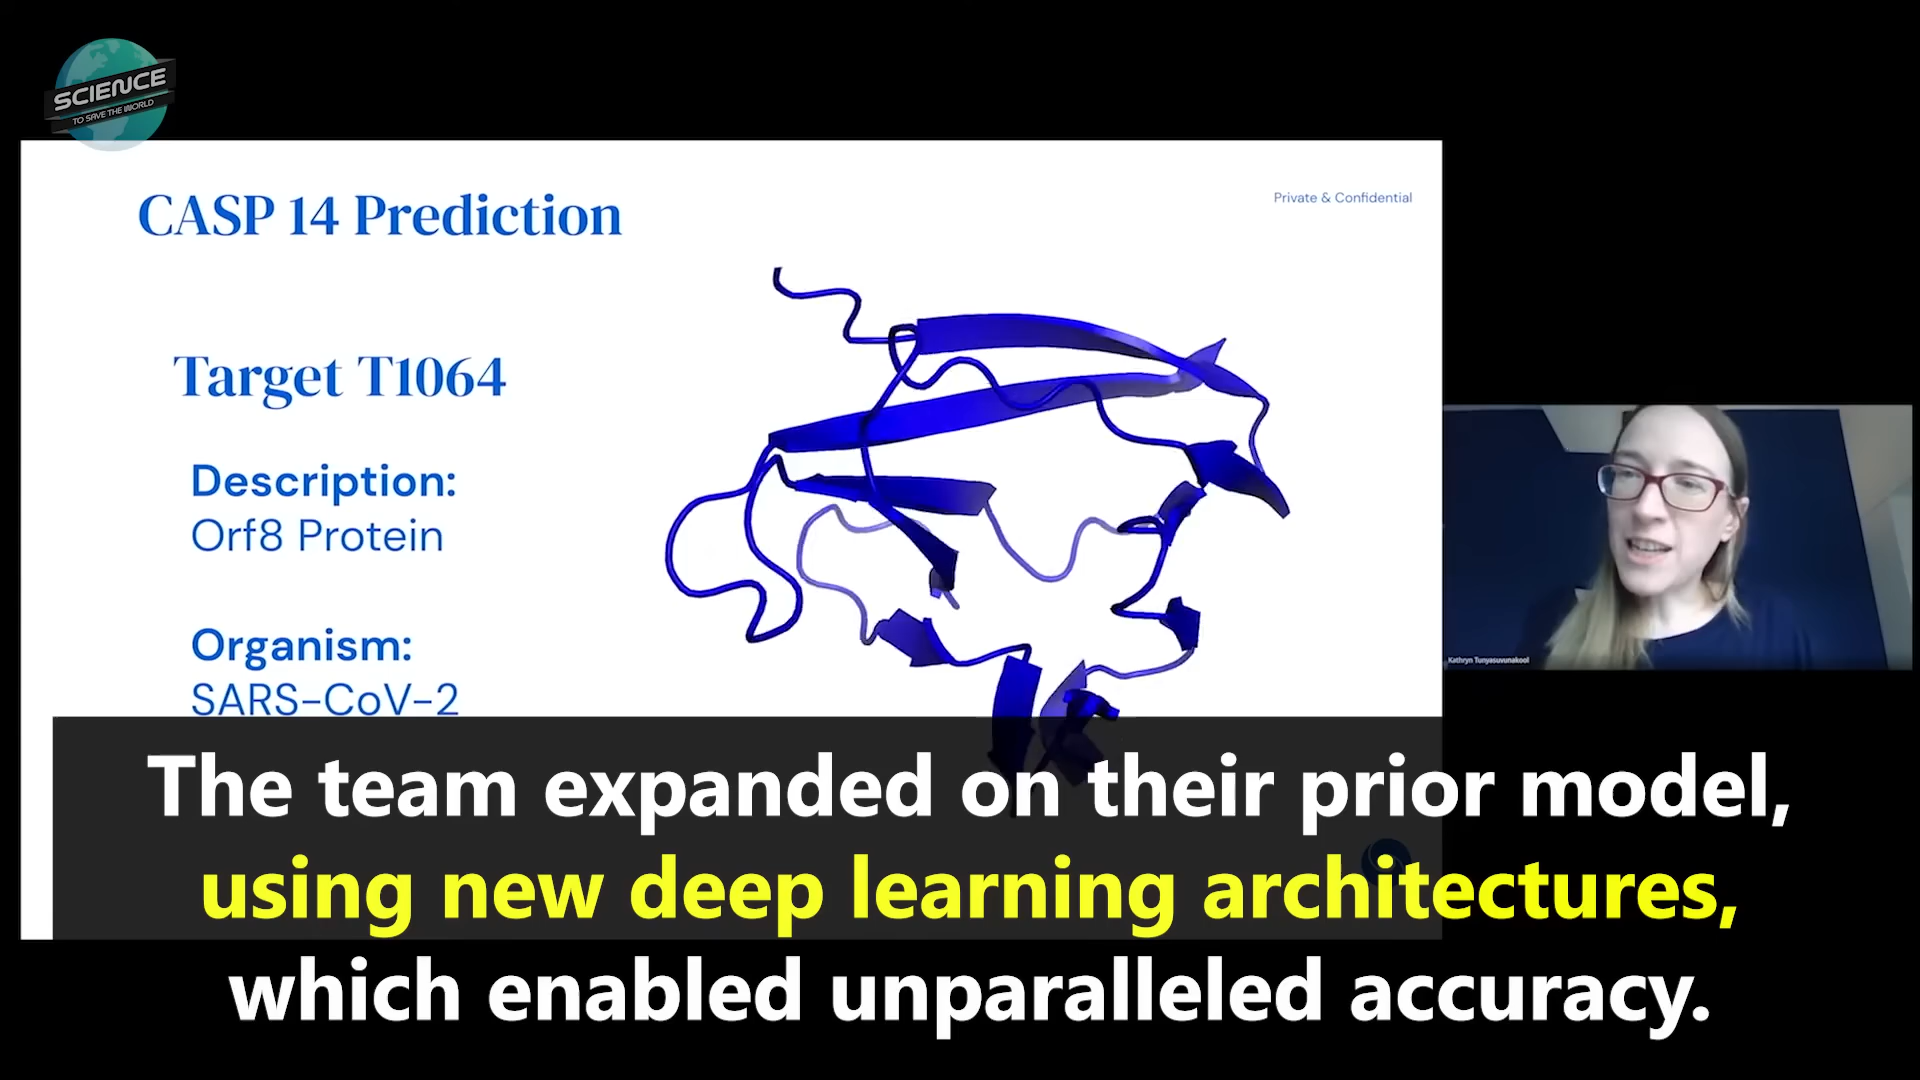 SCIENCE
TO SAVE THE WORLD
CASP 14 Prediction
Private & Confidential
Target T1064
Description:
Orf8 Protein
Organism:
SARS-CoV-2
Kathryn Tunyasuvunakool
The team expanded on their prior model,
using new deep learning architectures,
which enabled unparalleled accuracy.